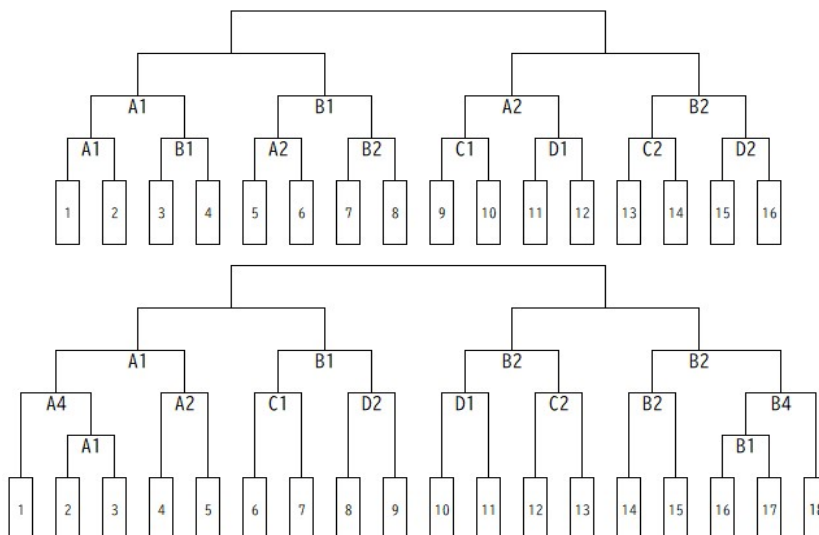 A1 B1 A2 B2
A1 B1 A2 B2 C1 D1 C2 D2
1 2 3 4 5 6 7 8 9 10 11 12 13 14 15 16
A1 B1 B2 B2
A4 A2 C1 D2 D1 C2 B2 B4
A1 B1
1 2 3 4 5 6 7 8 9 10 11 12 13 14 15 16 17 18